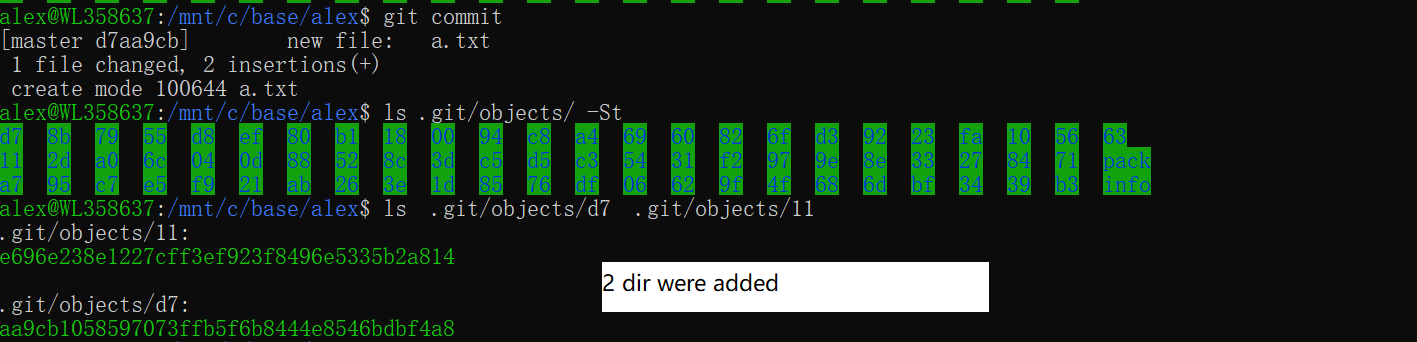 alex@WL358637:/mnt/c/base/alex$ git commit
[master d7aa9cb]        new file:   a.txt
 1 file changed, 2 insertions(+)
 create mode 100644 a.txt
alex@WL358637:/mnt/c/base/alex$ ls .git/objects/ -St
d7  8b  79  55  d8  ef  80  b1  18  00  94  c8  a4  69  60  82  6f  d3  92  23  fa  10  56  63
11  2d  a0  6c  04  0d  88  52  8c  3d  c5  d5  c3  54  31  f2  97  9e  8e  33  27  84  71  pack
a7  95  c7  e5  f9  21  ab  26  3e  1d  85  76  df  06  62  9f  4f  68  6d  bf  34  39  b3  info
alex@WL358637:/mnt/c/base/alex$ ls  .git/objects/d7  .git/objects/11
.git/objects/11:
e696e238e1227cff3ef923f8496e5335b2a814
2 dir were added
.git/objects/d7:
aa9cb1058597073ffb5f6b8444e8546bdbf4a8